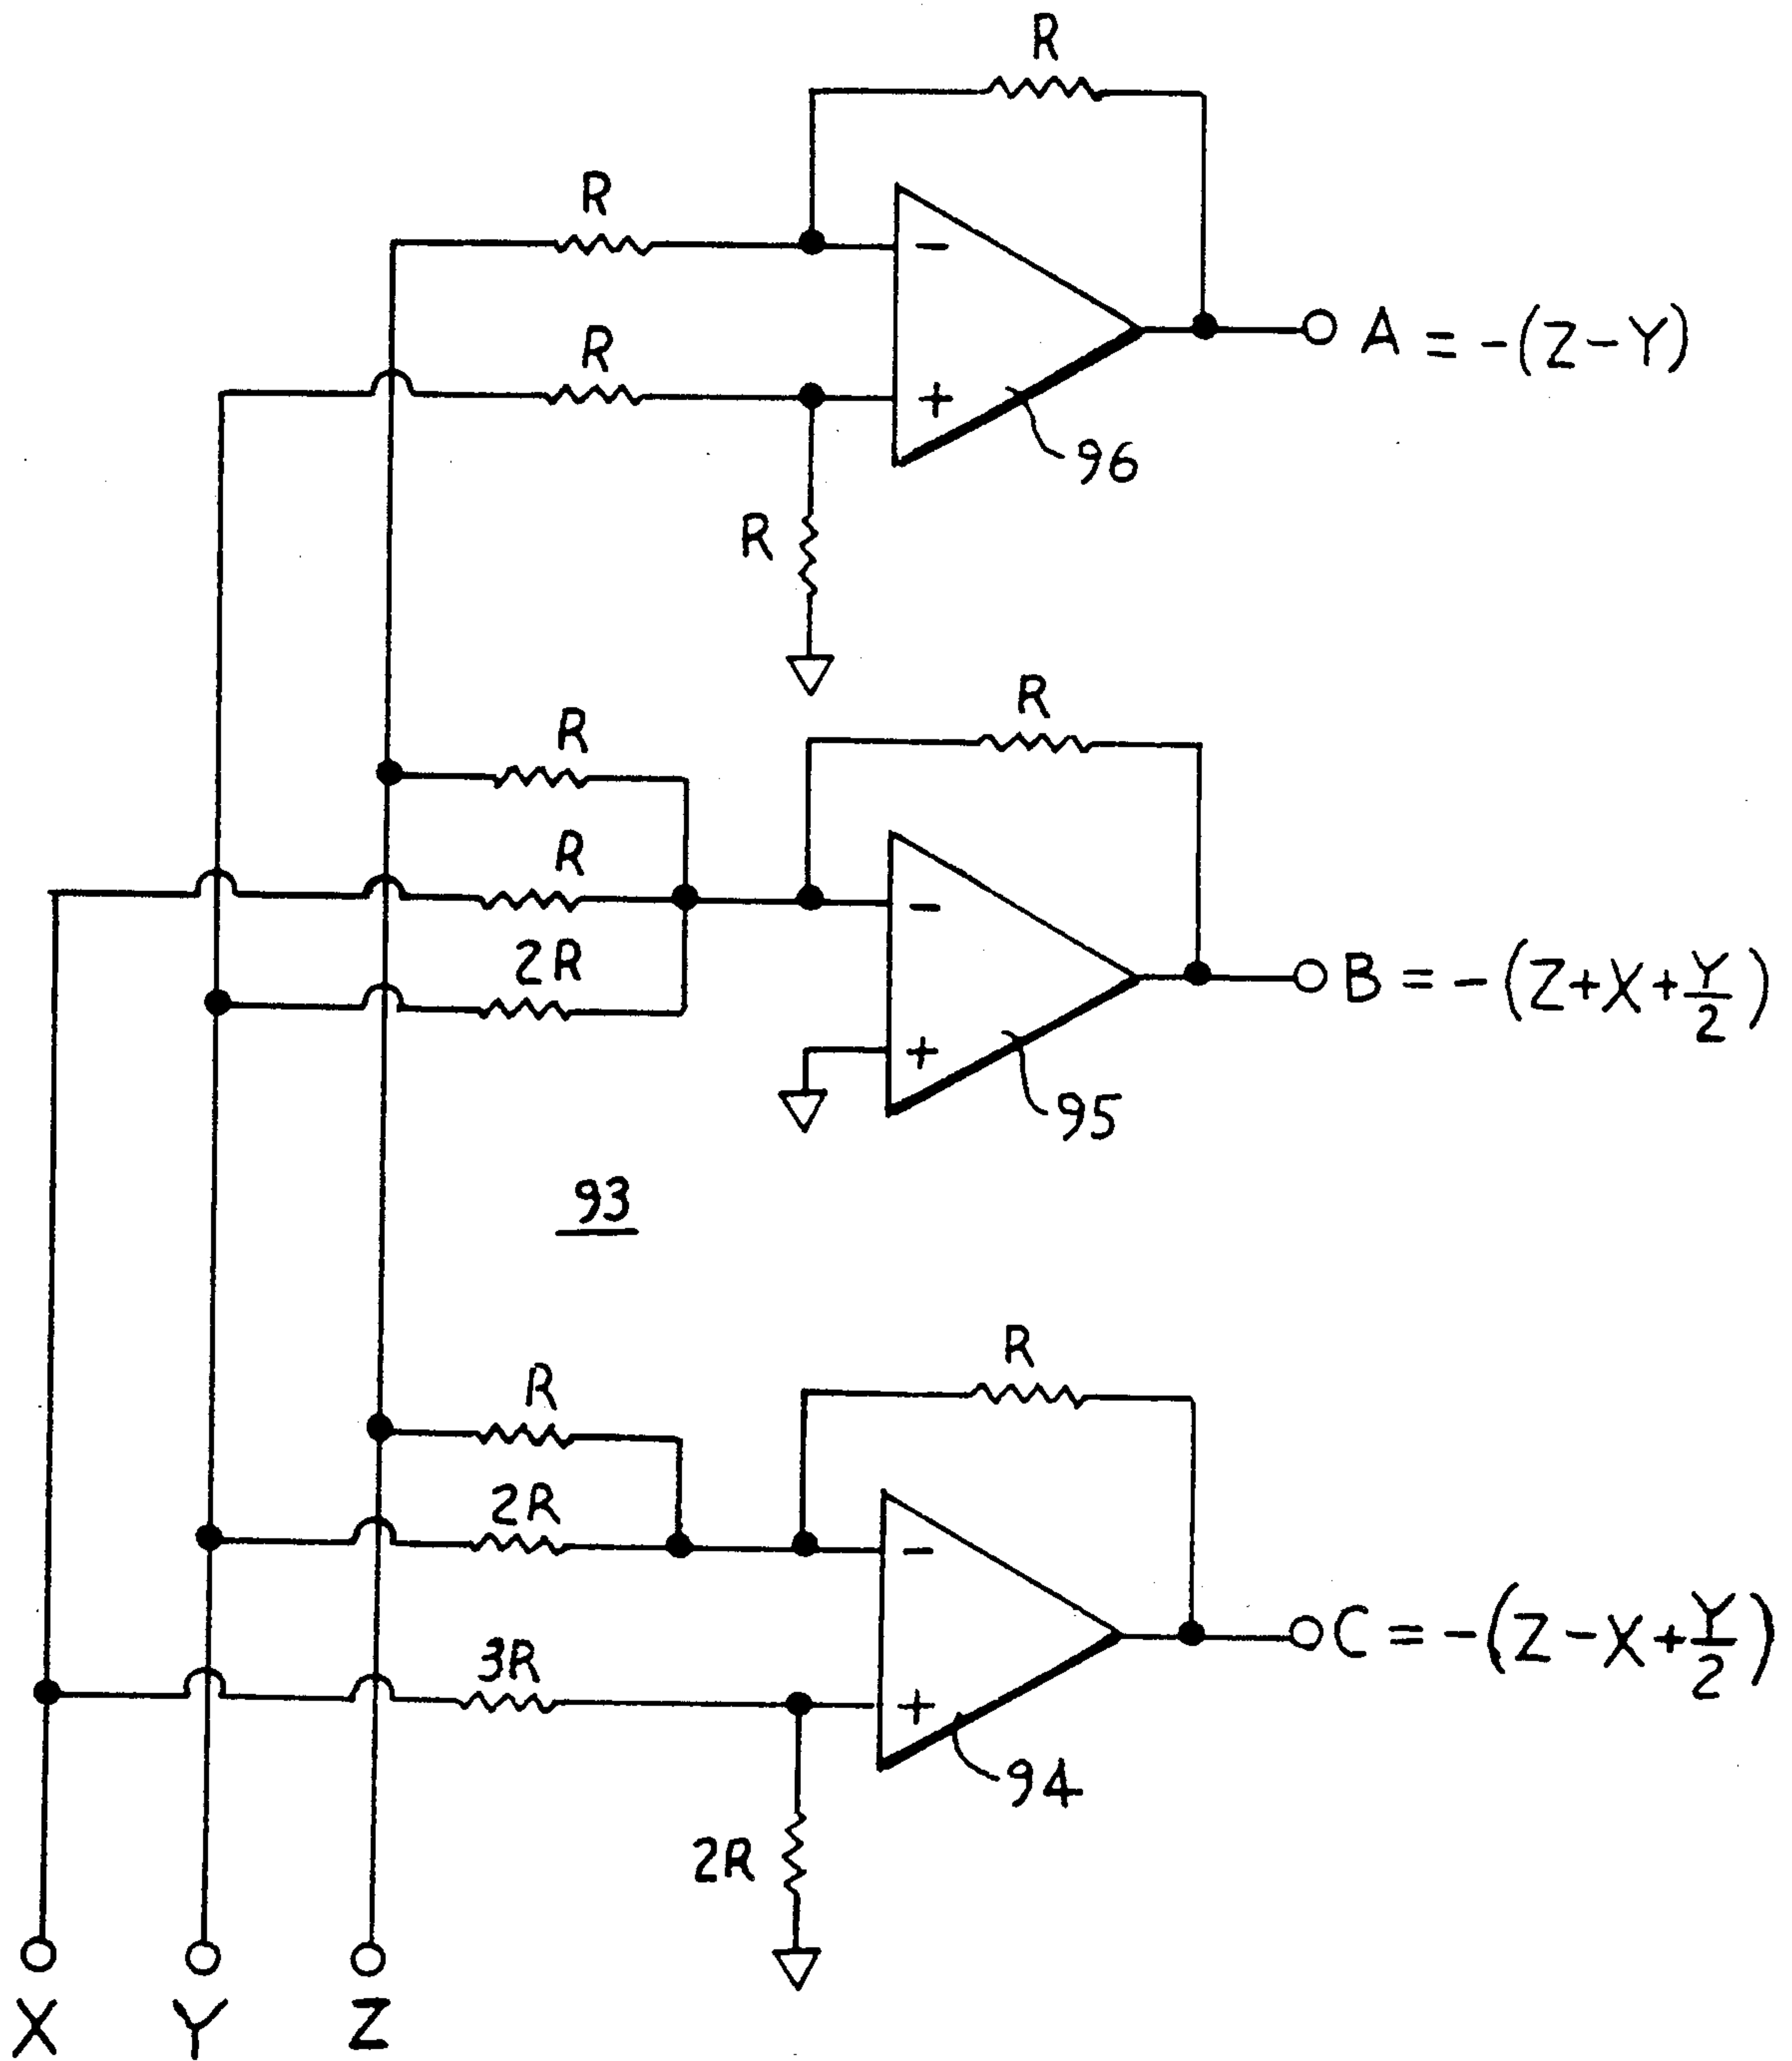 R
R
−
A = -(Z-Y)
R
+
96
R
R
R
R
−
2R
B = -(Z+X+Y/2)
+
95
93
R
R
2R
−
3R
C = -(Z-X+Y/2)
+
94
2R
X Y Z